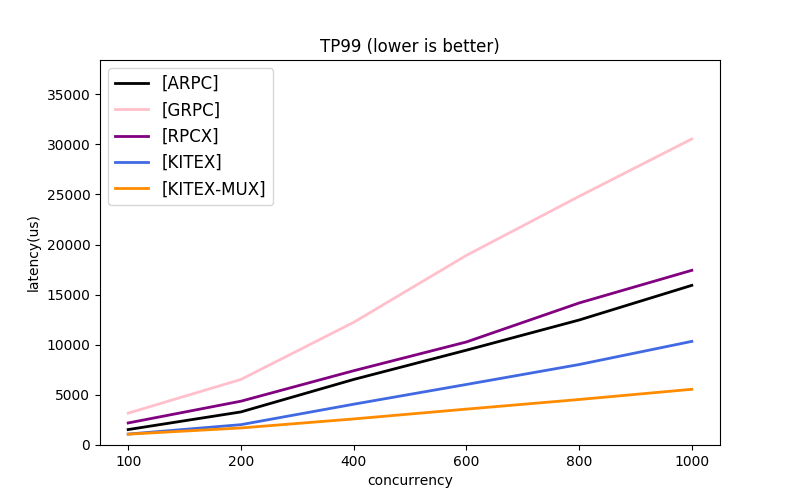 TP99 (lower is better)
[ARPC]
[GRPC]
[RPCX]
[KITEX]
[KITEX-MUX]
latency(us)
35000
30000
25000
20000
15000
10000
5000
0
100 200 400 600 800 1000
concurrency